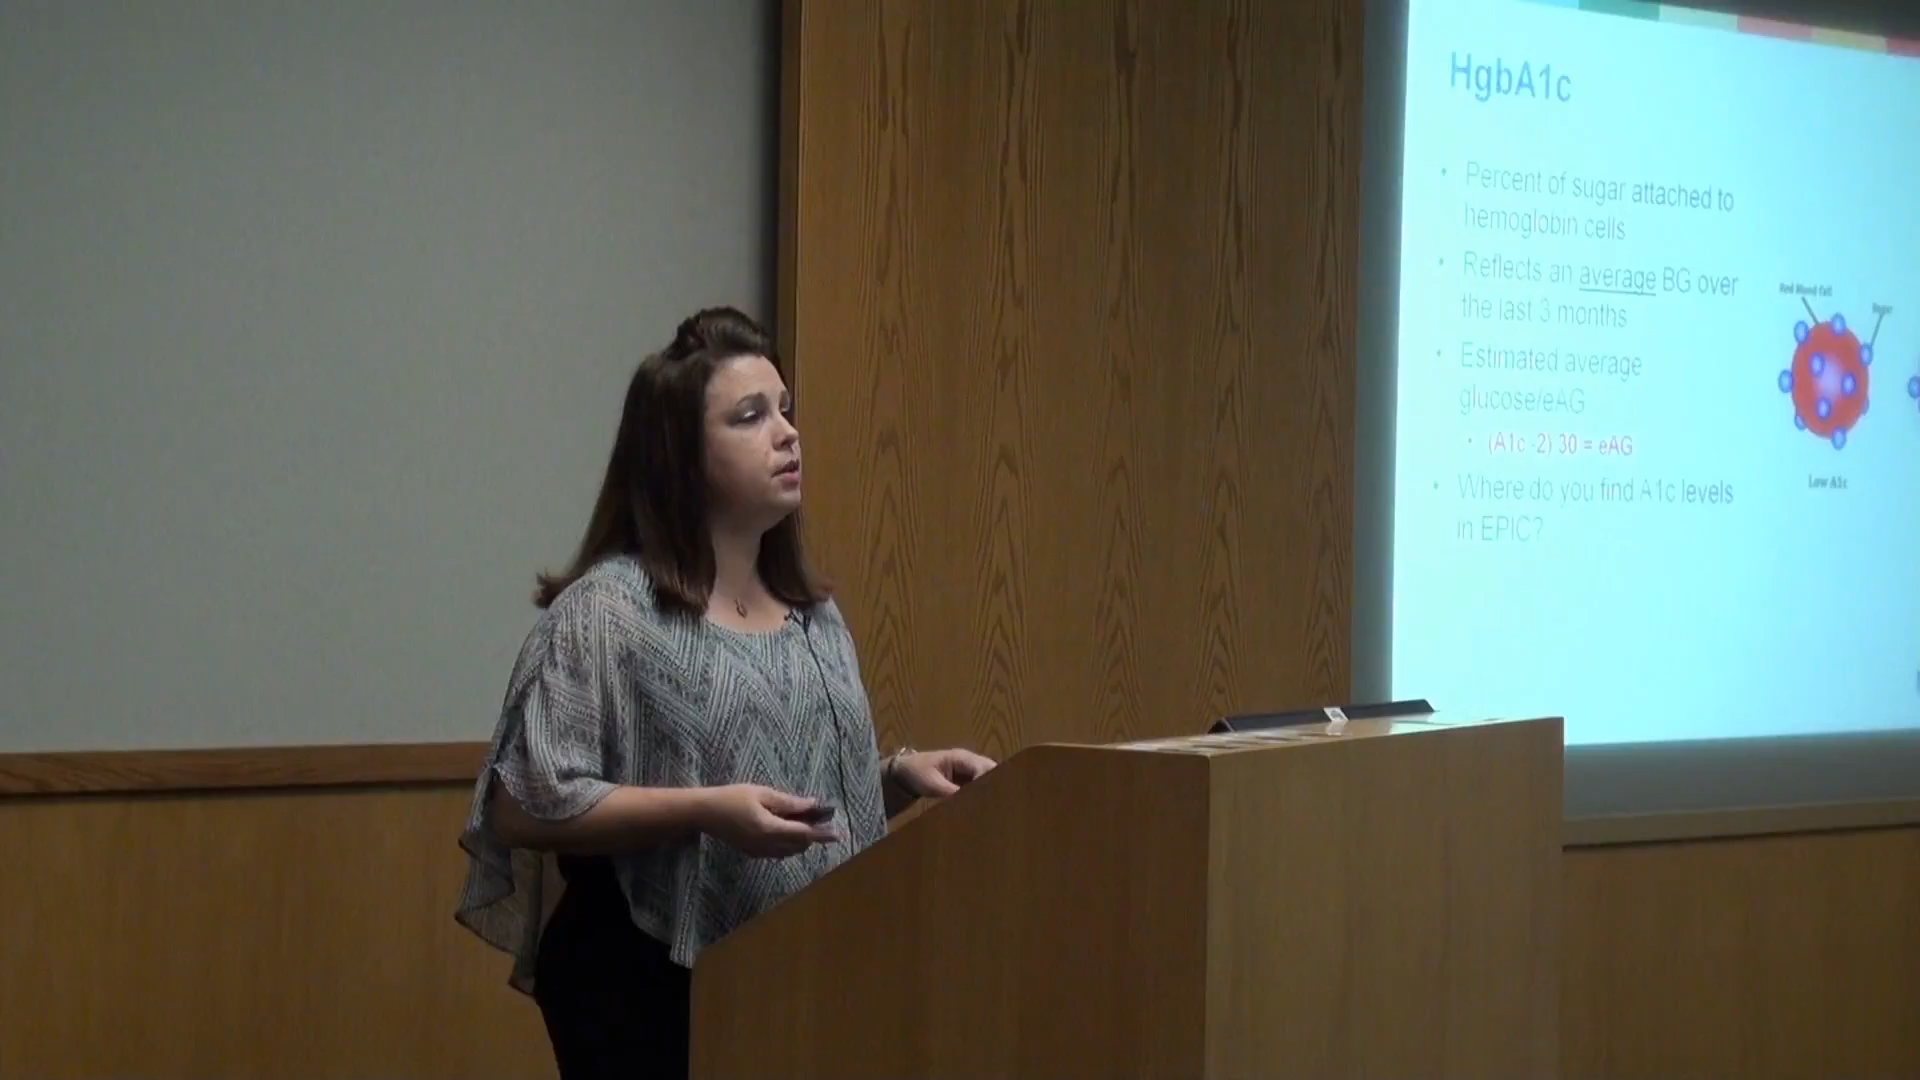 HgbA1c
• Percent of sugar attached to
hemoglobin cells
• Reflects an average BG over
the last 3 months
• Estimated average
glucose/eAG
• (A1c -2) 30 = eAG
• Where do you find A1c levels
in EPIC?
Red Blood Cell
Sugar
Low A1c